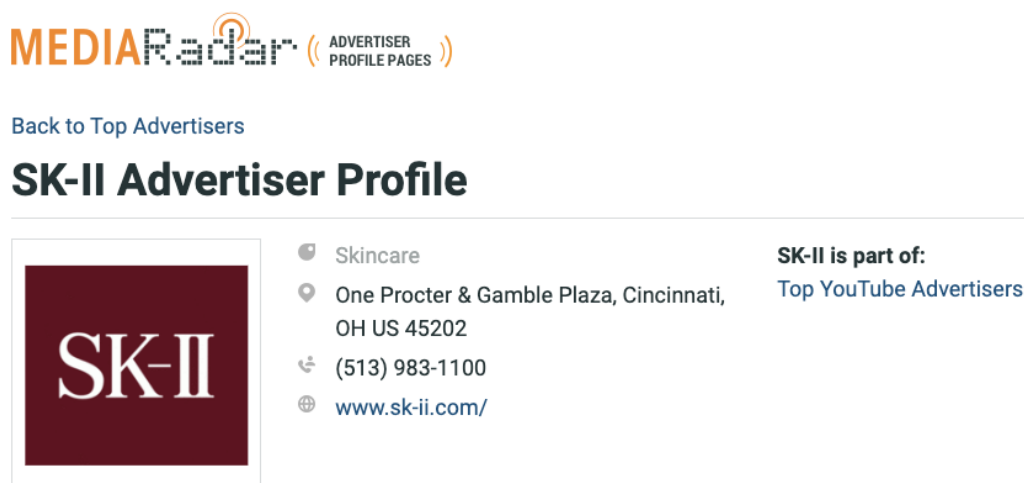 MEDIARadar
ADVERTISER
PROFILE PAGES
Back to Top Advertisers
SK-II Advertiser Profile
SK-II
Skincare
One Procter & Gamble Plaza, Cincinnati,
OH US 45202
(513) 983-1100
www.sk-ii.com/
SK-II is part of:
Top YouTube Advertisers